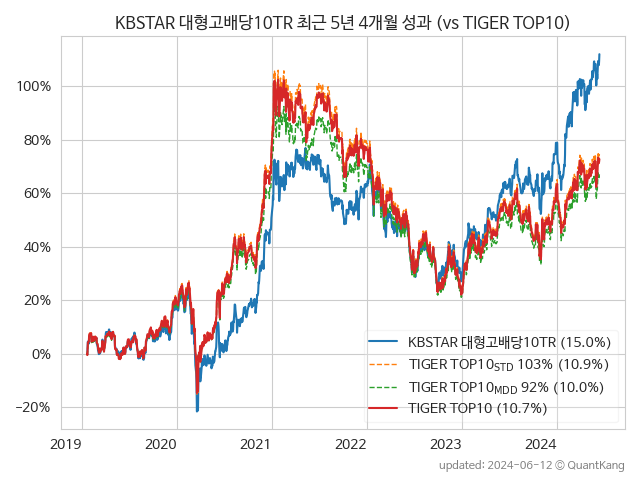 KBSTAR 대형고배당10TR 최근 5년 4개월 성과 (vs TIGER TOP10)
100%
80%
60%
40%
20%
0%
−20%
KBSTAR 대형고배당10TR (15.0%)
TIGER TOP10STD 103% (10.9%)
TIGER TOP10MDD 92% (10.0%)
TIGER TOP10 (10.7%)
2019 2020 2021 2022 2023 2024
updated: 2024-06-12 © QuantKang